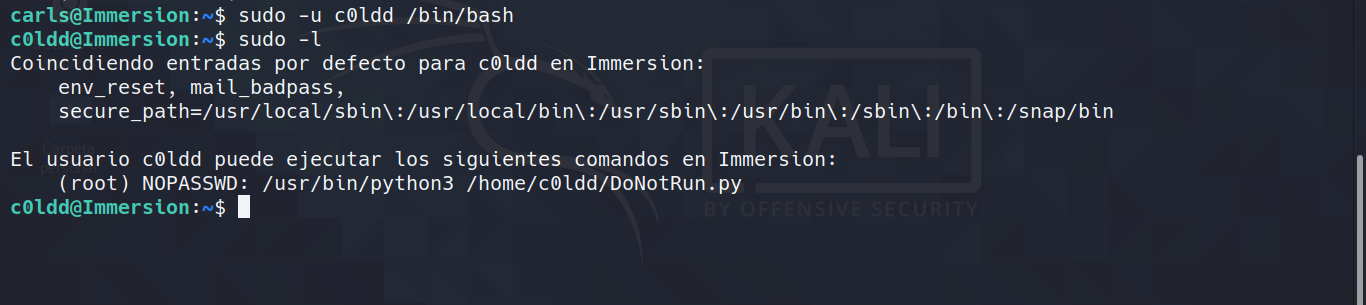 carls@Immersion:~$ sudo -u c0ldd /bin/bash
c0ldd@Immersion:~$ sudo -l
Coincidiendo entradas por defecto para c0ldd en Immersion:
    env_reset, mail_badpass,
    secure_path=/usr/local/sbin\:/usr/local/bin\:/usr/sbin\:/usr/bin\:/sbin\:/bin\:/snap/bin
Carpeta
personal
El usuario c0ldd puede ejecutar los siguientes comandos en Immersion:
    (root) NOPASSWD: /usr/bin/python3 /home/c0ldd/DoNotRun.py
c0ldd@Immersion:~$
KALI
BY OFFENSIVE SECURITY